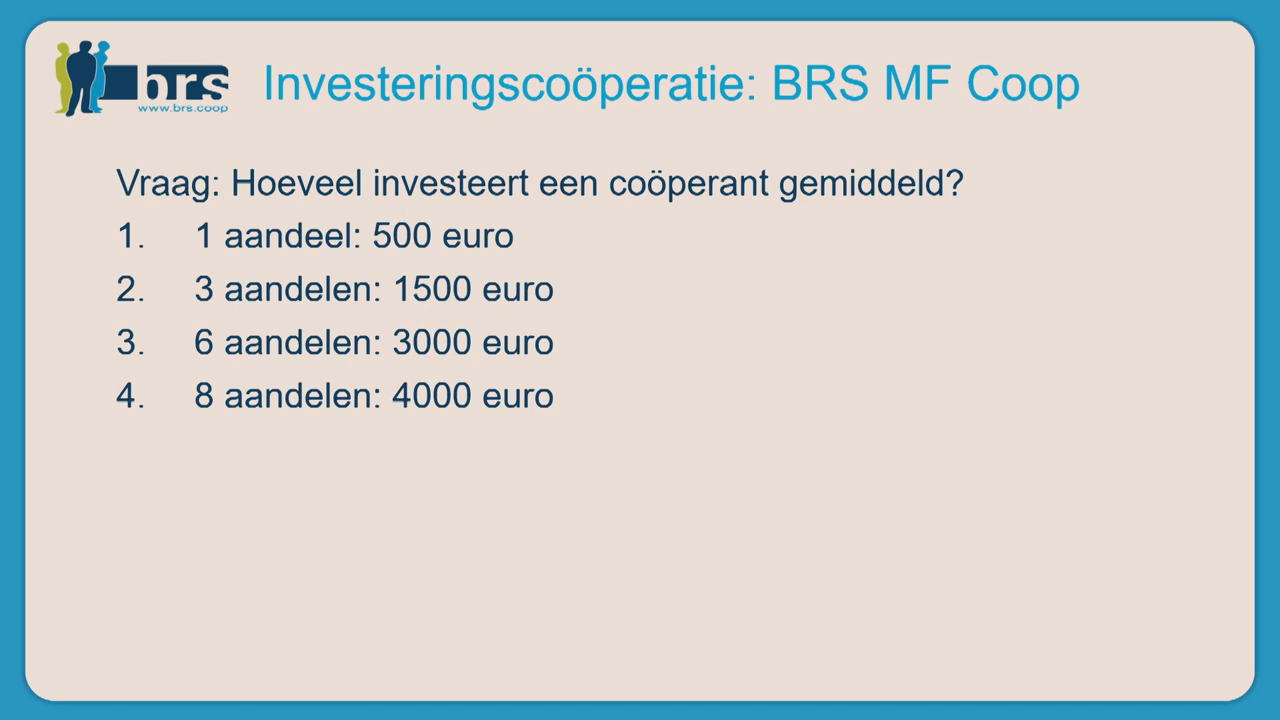 brs
www.brs.coop
Investeringscoöperatie: BRS MF Coop
Vraag: Hoeveel investeert een coöperant gemiddeld?
1. 1 aandeel: 500 euro
2. 3 aandelen: 1500 euro
3. 6 aandelen: 3000 euro
4. 8 aandelen: 4000 euro